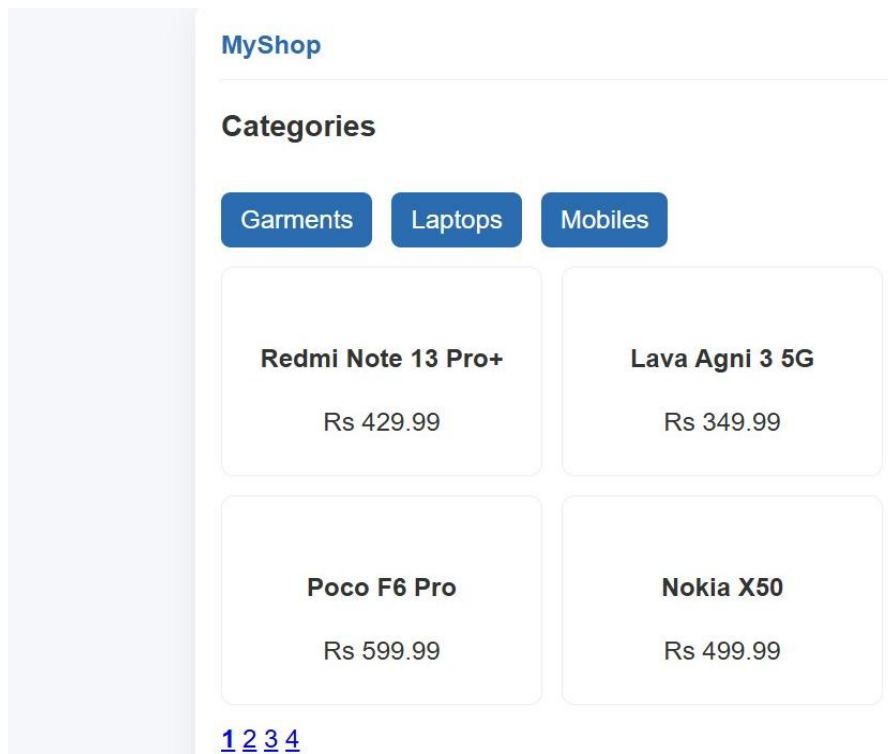 MyShop
Categories
Garments Laptops Mobiles
Redmi Note 13 Pro+ Lava Agni 3 5G
Rs 429.99 Rs 349.99
Poco F6 Pro Nokia X50
Rs 599.99 Rs 499.99
1 2 3 4